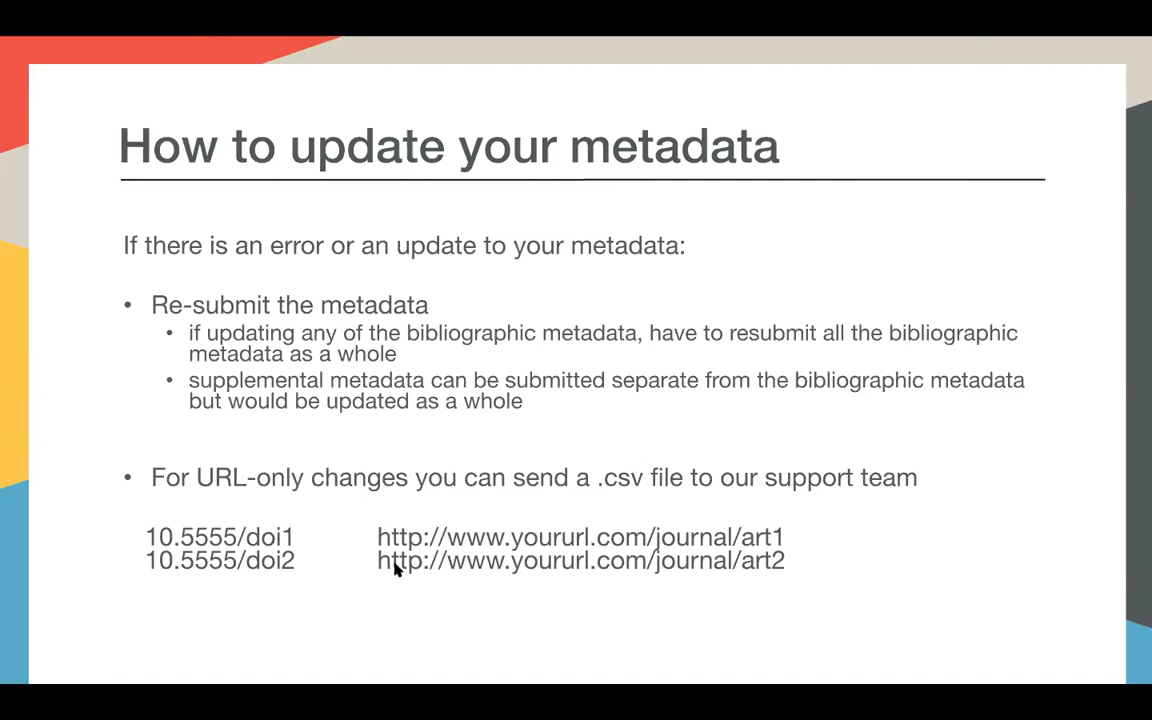 How to update your metadata
If there is an error or an update to your metadata:
• Re-submit the metadata
• if updating any of the bibliographic metadata, have to resubmit all the bibliographic
metadata as a whole
• supplemental metadata can be submitted separate from the bibliographic metadata
but would be updated as a whole
• For URL-only changes you can send a .csv file to our support team
10.5555/doi1 http://www.yoururl.com/journal/art1
10.5555/doi2 http://www.yoururl.com/journal/art2